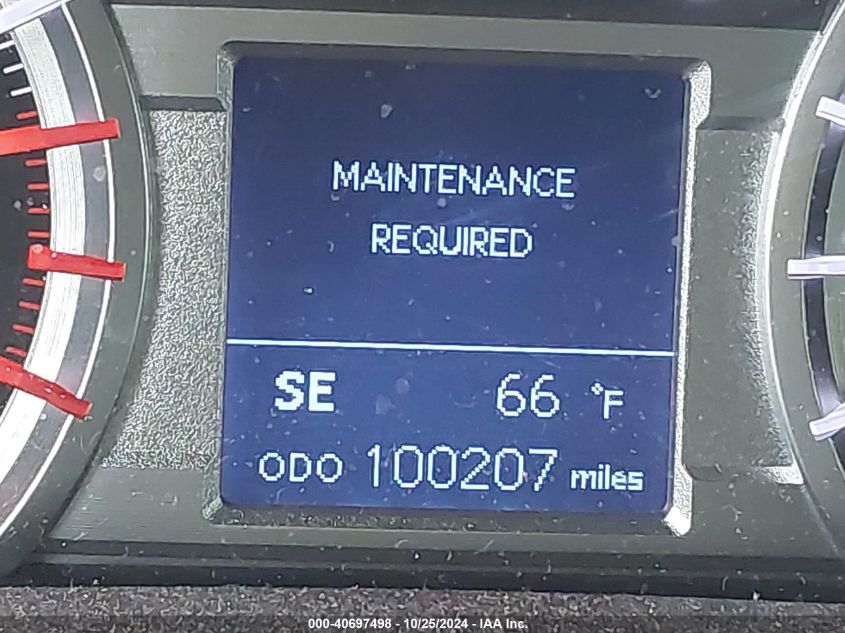 MAINTENANCE
REQUIRED
SE 66 °F
ODO 100207 miles
000-40697498 - 10/25/2024 - IAA Inc.